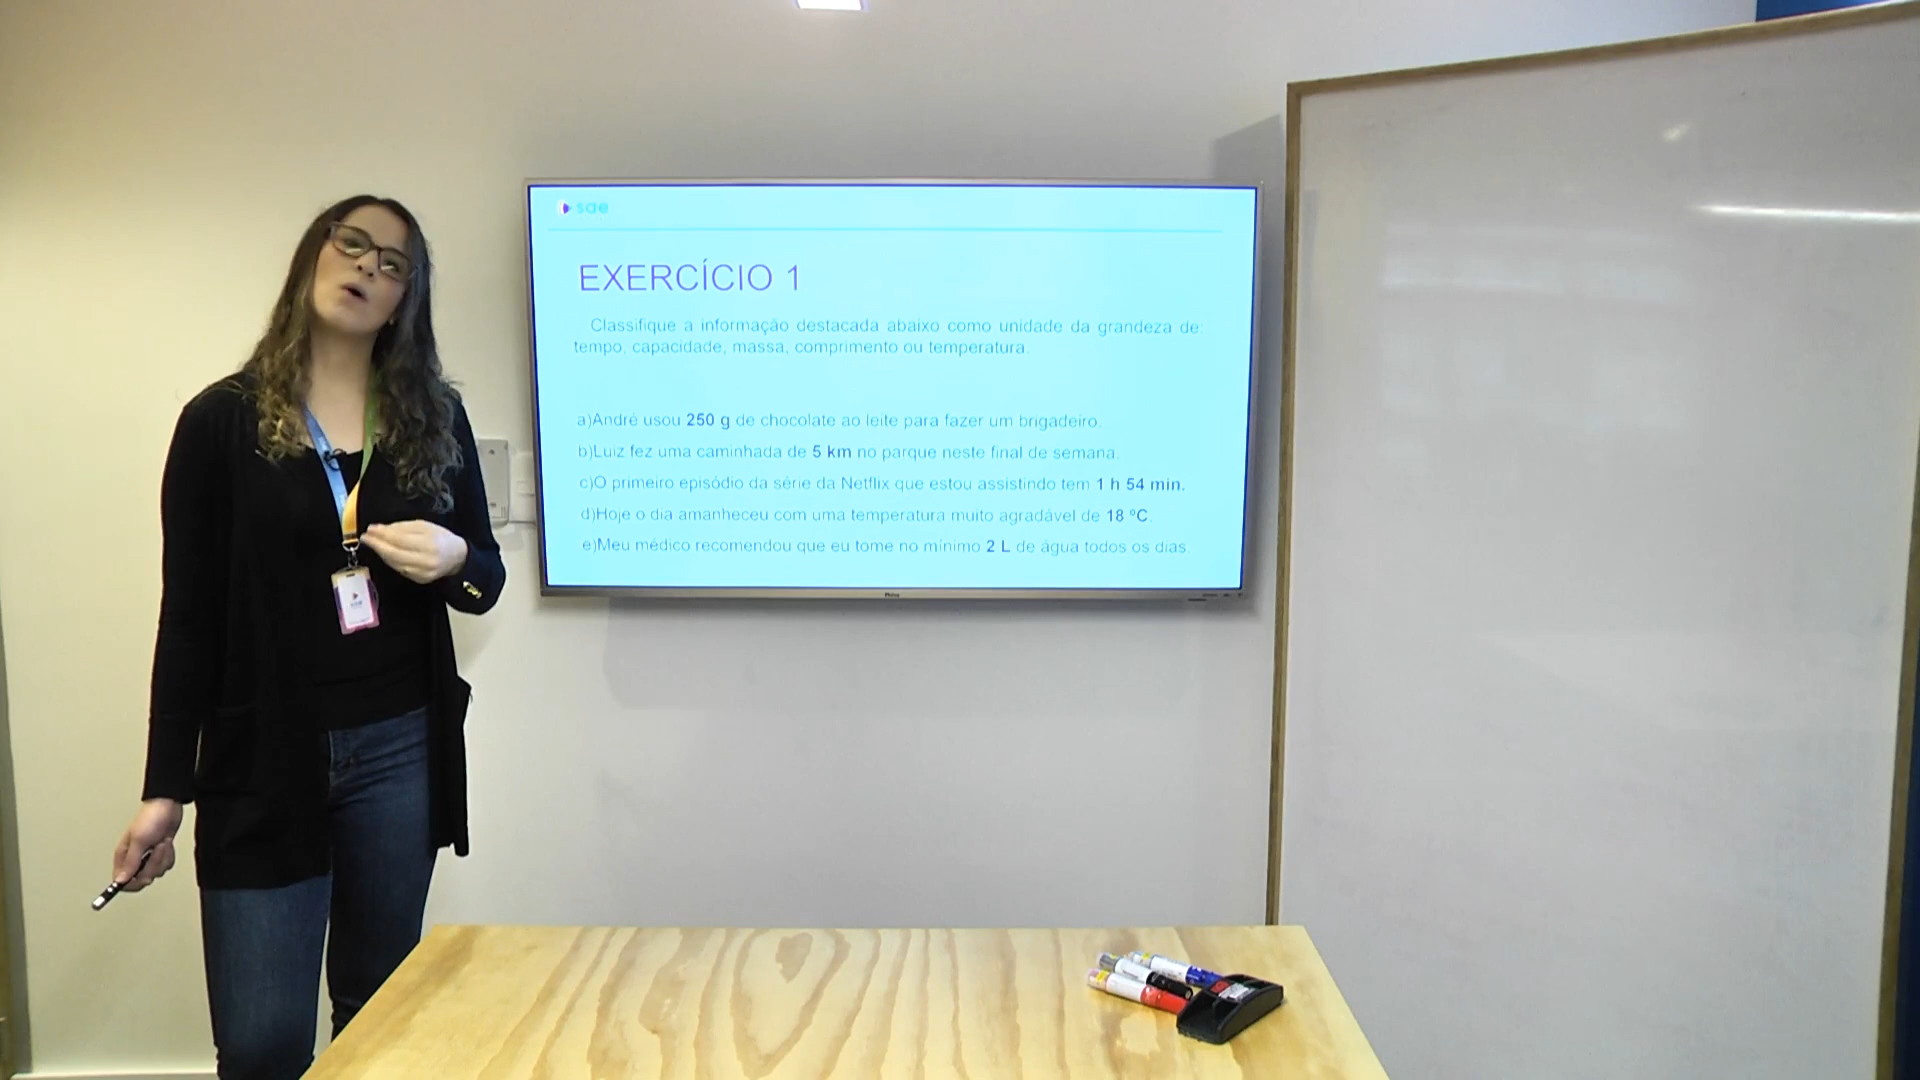 sae
EXERCÍCIO 1
Classifique a informação destacada abaixo como unidade da grandeza de:
tempo, capacidade, massa, comprimento ou temperatura.
a)André usou 250 g de chocolate ao leite para fazer um brigadeiro.
b)Luiz fez uma caminhada de 5 km no parque neste final de semana.
c)O primeiro episódio da série da Netflix que estou assistindo tem 1 h 54 min.
d)Hoje o dia amanheceu com uma temperatura muito agradável de 18 ºC.
e)Meu médico recomendou que eu tome no mínimo 2 L de água todos os dias.
Philco
sae